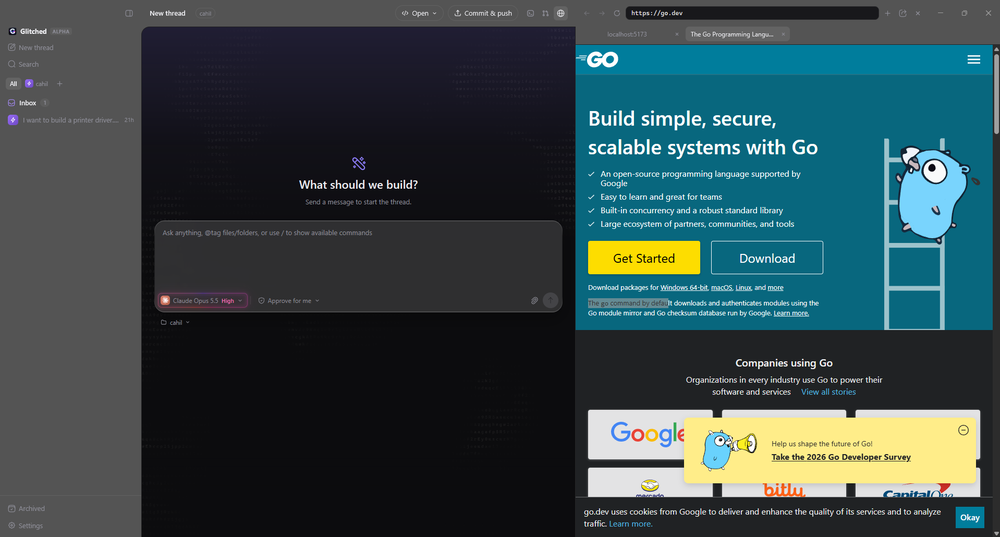 New thread
cahil
Open
Commit & push
https://go.dev
Glitched ALPHA
New thread
Search
All
cahil
Inbox 1
I want to build a printer driver... 21h
Archived
Settings
What should we build?
Send a message to start the thread.
Ask anything, @tag files/folders, or use / to show available commands
Claude Opus 5.5 High
Approve for me
cahil
localhost:5173
The Go Programming Langu...
GO
Build simple, secure,
scalable systems with Go
An open-source programming language supported by
Google
Easy to learn and great for teams
Built-in concurrency and a robust standard library
Large ecosystem of partners, communities, and tools
Get Started
Download
Download packages for Windows 64-bit, macOS, Linux, and more
The go command by default downloads and authenticates modules using the
Go module mirror and Go checksum database run by Google. Learn more.
Companies using Go
Organizations in every industry use Go to power their
software and services View all stories
Google
Help us shape the future of Go!
Take the 2026 Go Developer Survey
mercado
bitly
Capital One
go.dev uses cookies from Google to deliver and enhance the quality of its services and to analyze
traffic. Learn more.
Okay